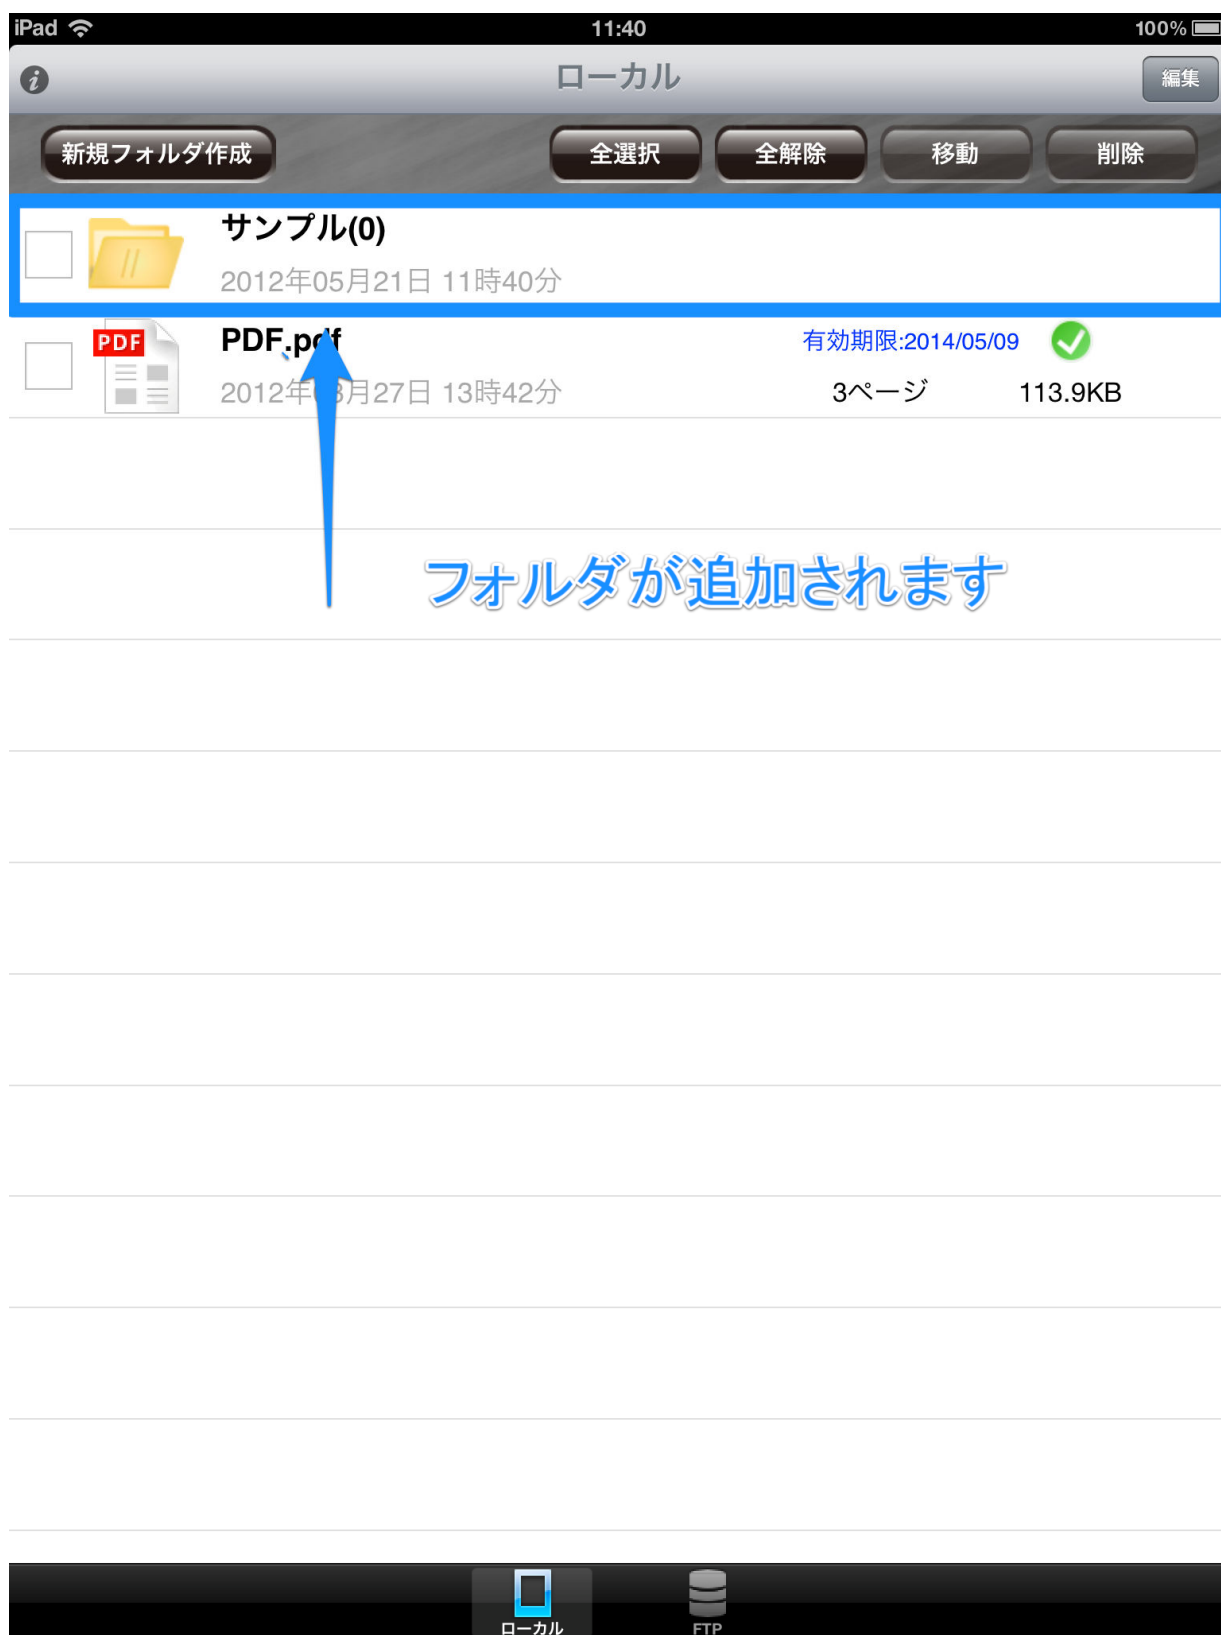 iPad 11:40 100%
ローカル 編集
新規フォルダ作成 全選択 全解除 移動 削除
サンプル(0)
2012年05月21日 11時40分
PDF PDF.pdf 有効期限:2014/05/09
2012年03月27日 13時42分 3ページ 113.9KB
フォルダが追加されます
ローカル FTP